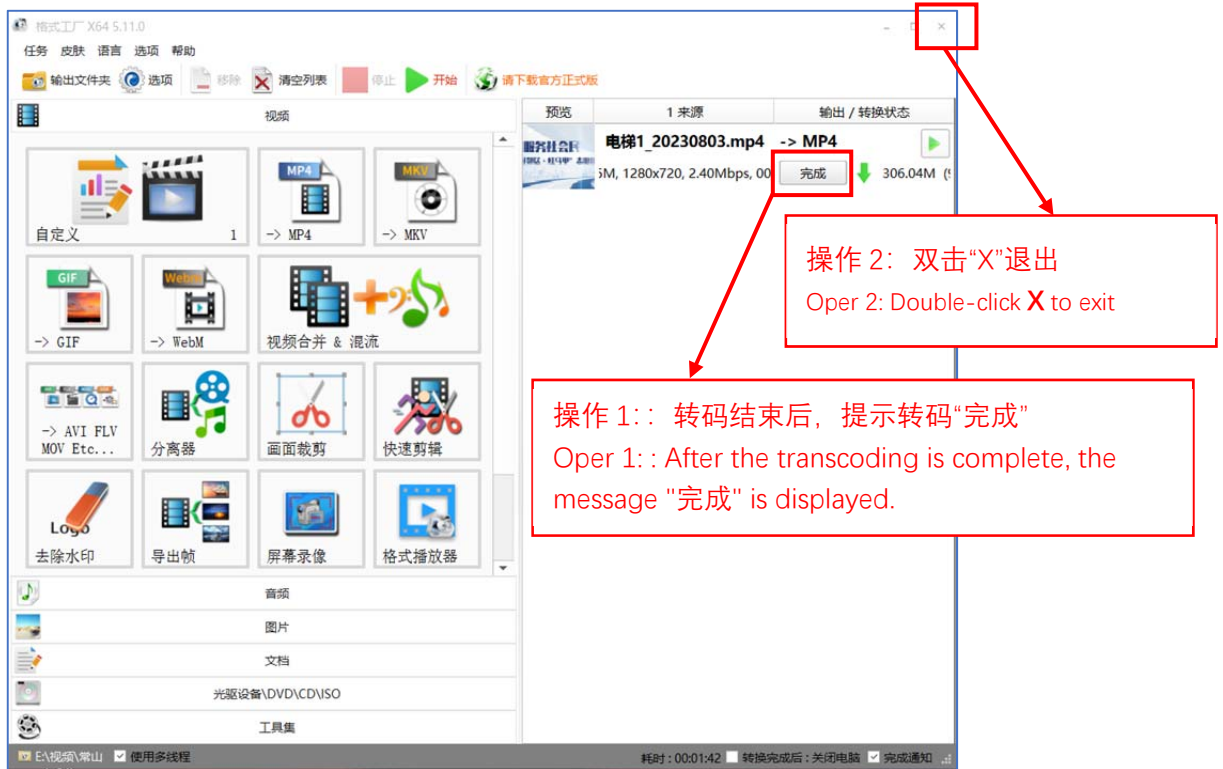 格式工厂 X64 5.11.0
任务 皮肤 语言 选项 帮助
输出文件夹 选项 移除 清空列表 停止 开始 请下载官方正式版
视频
预览 1 来源 输出 / 转换状态
电梯1_20230803.mp4 -> MP4
5M, 1280x720, 2.40Mbps, 00 完成 306.04M
服务社会
MP4 MKV
自定义 1 -> MP4 -> MKV
GIF WebM
-> GIF -> WebM 视频合并 & 混流
-> AVI FLV
MOV Etc... 分离器 画面裁剪 快速剪辑
Logo
去除水印 导出帧 屏幕录像 格式播放器
音频
图片
文档
光驱设备\DVD\CD\ISO
工具集
E:\视频\常山 使用多线程 耗时 : 00:01:42 转换完成后 : 关闭电脑 完成通知
操作 2: 双击“X”退出
Oper 2: Double-click X to exit
操作 1: : 转码结束后, 提示转码“完成”
Oper 1: : After the transcoding is complete, the
message "完成" is displayed.